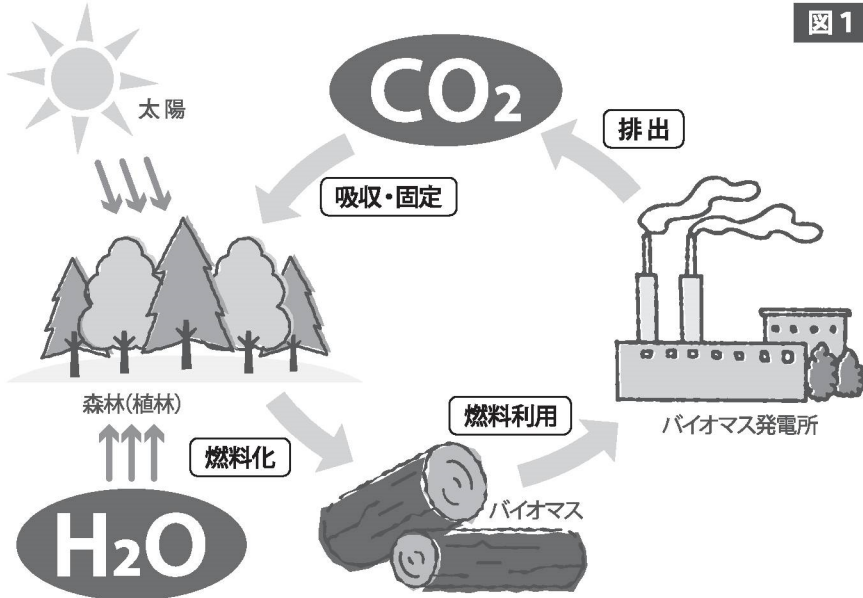 図1
太陽
CO₂
排出
吸収・固定
森林(植林)
燃料化
燃料利用
バイオマス発電所
バイオマス
H₂O